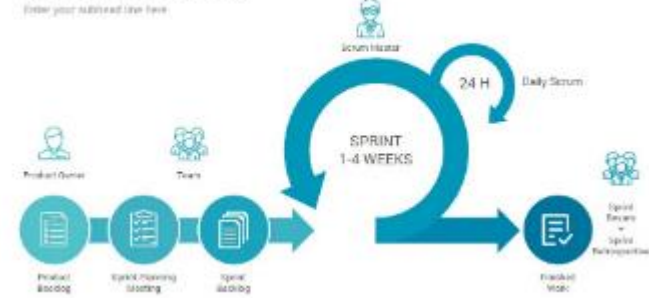 Enter your subhead line here
Scrum Master
24 H
Daily Scrum
SPRINT
1-4 WEEKS
Product Owner
Team
Sprint
Review
+
Sprint
Retrospective
Product
Backlog
Sprint Planning
Meeting
Sprint
Backlog
Finished
Work